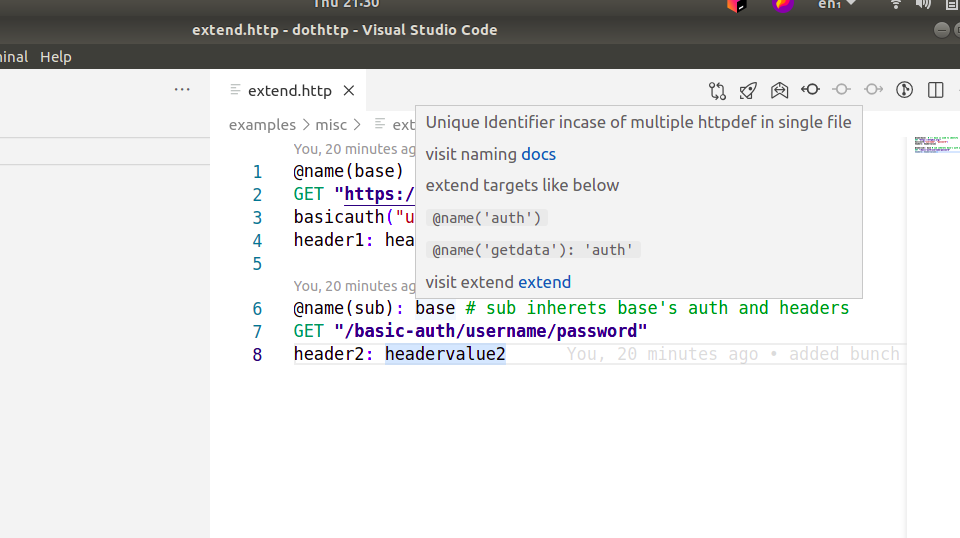 Thu 21:30
en₁
extend.http - dothttp - Visual Studio Code
inal Help
··· extend.http
examples > misc > ext
Unique Identifier incase of multiple httpdef in single file
visit naming docs
extend targets like below
@name('auth')
@name('getdata'): 'auth'
visit extend extend
You, 20 minutes ag
1 @name(base)
2 GET "https:/
3 basicauth("u
4 header1: hea
5
You, 20 minutes ag
6 @name(sub): base # sub inherets base's auth and headers
7 GET "/basic-auth/username/password"
8 header2: headervalue2 You, 20 minutes ago • added bunch